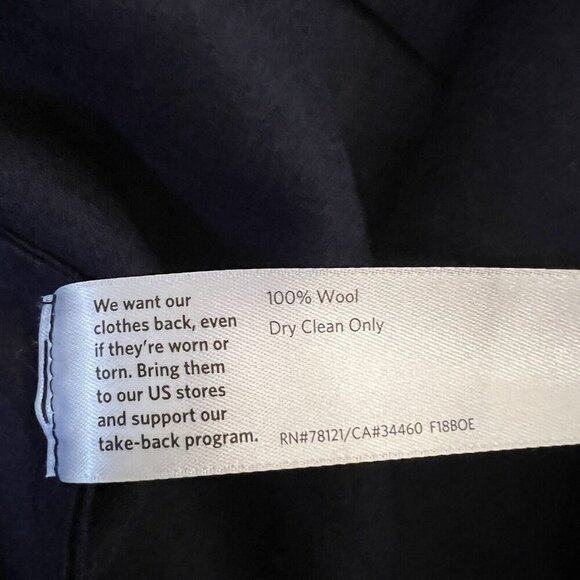 We want our
clothes back, even
if they're worn or
torn. Bring them
to our US stores
and support our
take-back program.
100% Wool
Dry Clean Only
RN#78121/CA#34460 F18BOE